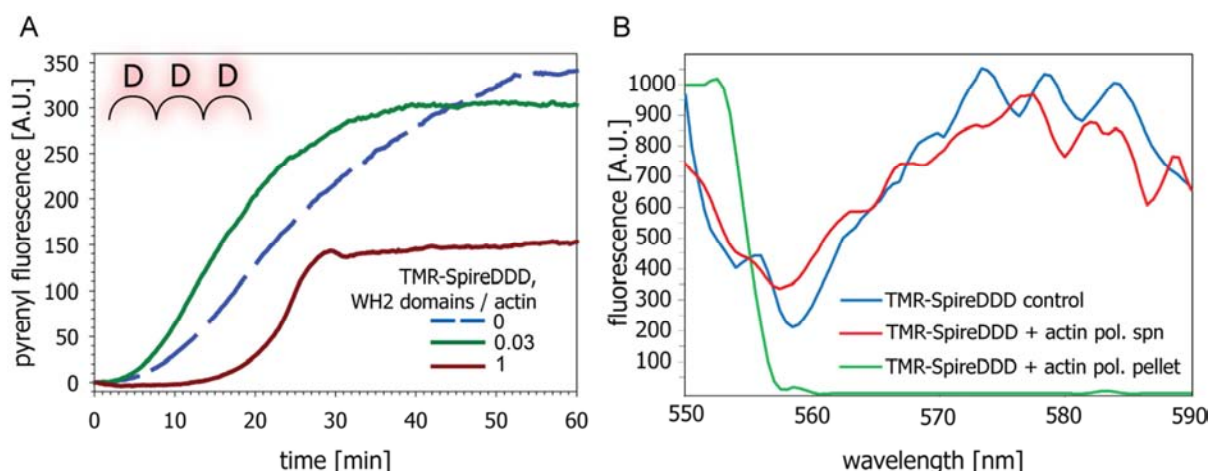 A
B
pyrenyl fluorescence [A.U.]
350
300
250
200
150
100
50
0
D D D
TMR-SpireDDD,
WH2 domains / actin
0
0.03
1
0 10 20 30 40 50 60
time [min]
fluorescence [A.U.]
1000
900
800
700
600
500
400
300
200
100
TMR-SpireDDD control
TMR-SpireDDD + actin pol. spn
TMR-SpireDDD + actin pol. pellet
550 560 570 580 590
wavelength [nm]